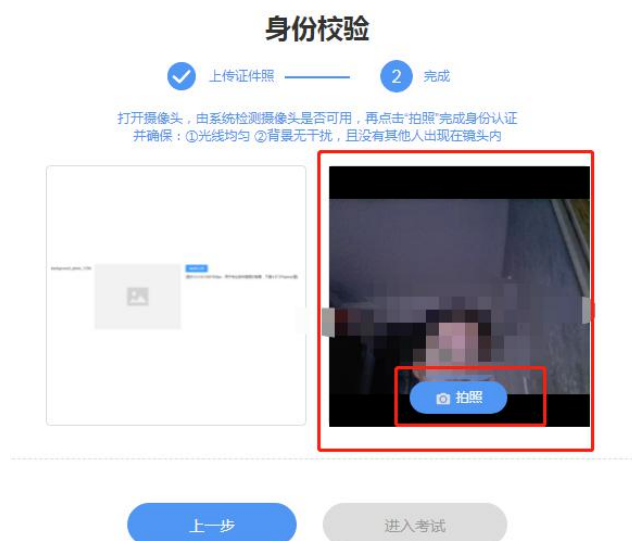 身份校验
上传证件照
2 完成
打开摄像头，由系统检测摄像头是否可用，再点击“拍照”完成身份认证
并确保：①光线均匀 ②背景无干扰，且没有其他人出现在镜头内
拍照
上一步
进入考试